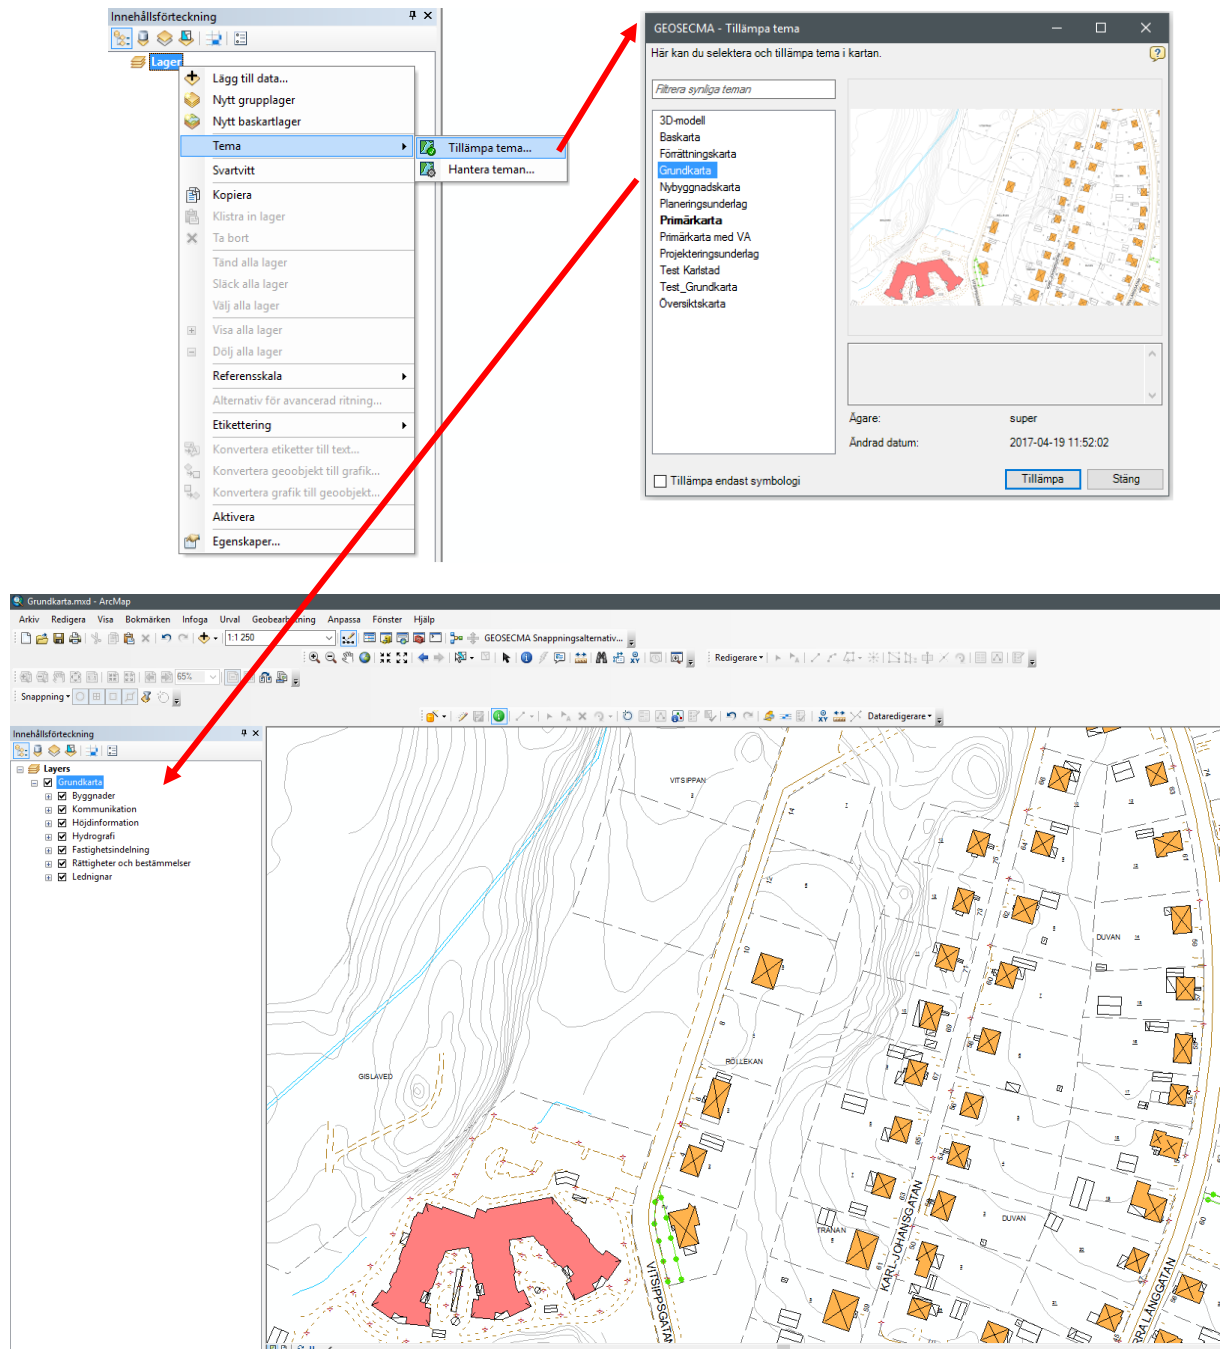 Innehållsförteckning
Lager
Lägg till data...
Nytt grupplager
Nytt baskartlager
Tema
Svartvitt
Kopiera
Klistra in lager
Ta bort
Tänd alla lager
Släck alla lager
Välj alla lager
Visa alla lager
Dölj alla lager
Referensskala
Alternativ för avancerad ritning...
Etikettering
Konvertera etiketter till text...
Konvertera geoobjekt till grafik...
Konvertera grafik till geoobjekt...
Aktivera
Egenskaper...
Tillämpa tema...
Hantera teman...
GEOSECMA - Tillämpa tema
Här kan du selektera och tillämpa tema i kartan.
Filtrera synliga teman
3D-modell
Baskarta
Förrättningskarta
Grundkarta
Nybyggnadskarta
Planeringsunderlag
Primärkarta
Primärkarta med VA
Projekteringsunderlag
Test Karlstad
Test_Grundkarta
Översiktskarta
Ägare: super
Ändrad datum: 2017-04-19 11:52:02
Tillämpa endast symbologi
Tillämpa
Stäng
Grundkarta.mxd - ArcMap
Arkiv Redigera Visa Bokmärken Infoga Urval Geobearbetning Anpassa Fönster Hjälp
1:1 250
GEOSECMA Snappningsalternativ...
Redigerare
65%
Snappning
Dataredigerare
Innehållsförteckning
Layers
Grundkarta
Byggnader
Kommunikation
Höjdinformation
Hydrografi
Fastighetsindelning
Rättigheter och bestämmelser
Lednignar
VITSIPPAN
DUVAN
RÖLLEKAN
GISLAVED
DUVAN
TRANAN
KARL-JOHANSGATAN
VITSIPPSGATAN
RRA LÅNGGATAN